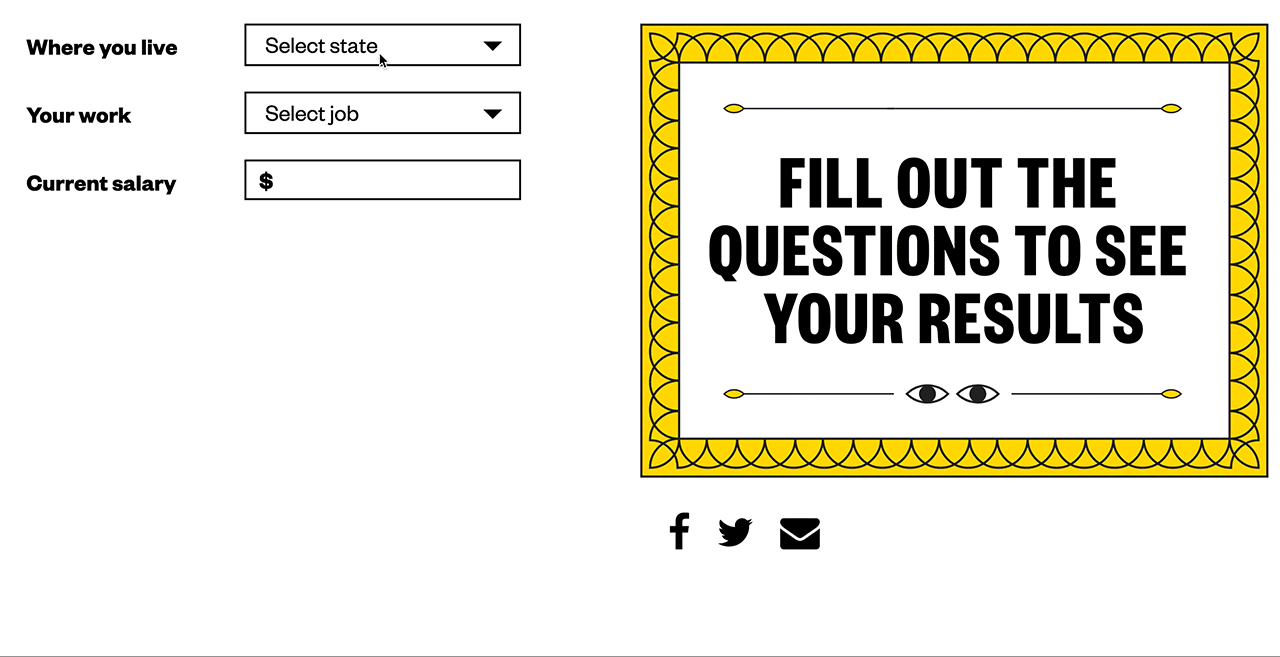 Where you live
Select state
Your work
Select job
Current salary
$
FILL OUT THE
QUESTIONS TO SEE
YOUR RESULTS